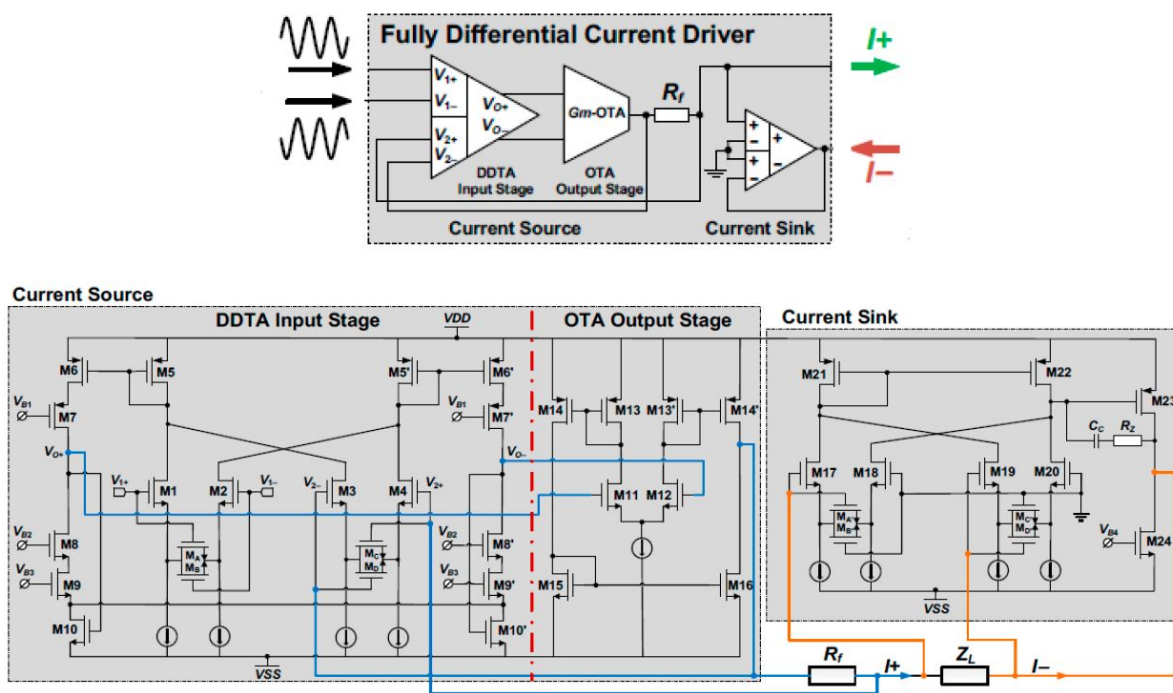 Fully Differential Current Driver
I+
V1+
V1−
VO+
VO−
V2+
V2−
Gm-OTA
Rf
+
−
+
−
+
−
I−
DDTA
Input Stage
OTA
Output Stage
Current Source
Current Sink
Current Source
DDTA Input Stage
VDD
OTA Output Stage
Current Sink
M6
M5
M5'
M6'
M21
M22
VB1
M7
VB1
M7'
M14
M13
M13'
M14'
M23
CC
RZ
VO+
VO−
V1+
M1
M2
V1−
V2−
M3
M4
V2+
M11
M12
M17
M18
M19
M20
VB2
M8
MA
MB
MC
MD
VB2
M8'
MA
MB
MC
MD
VB4
M24
VB3
M9
VB3
M9'
M15
M16
M10
M10'
VSS
VSS
Rf
I+
ZL
I−